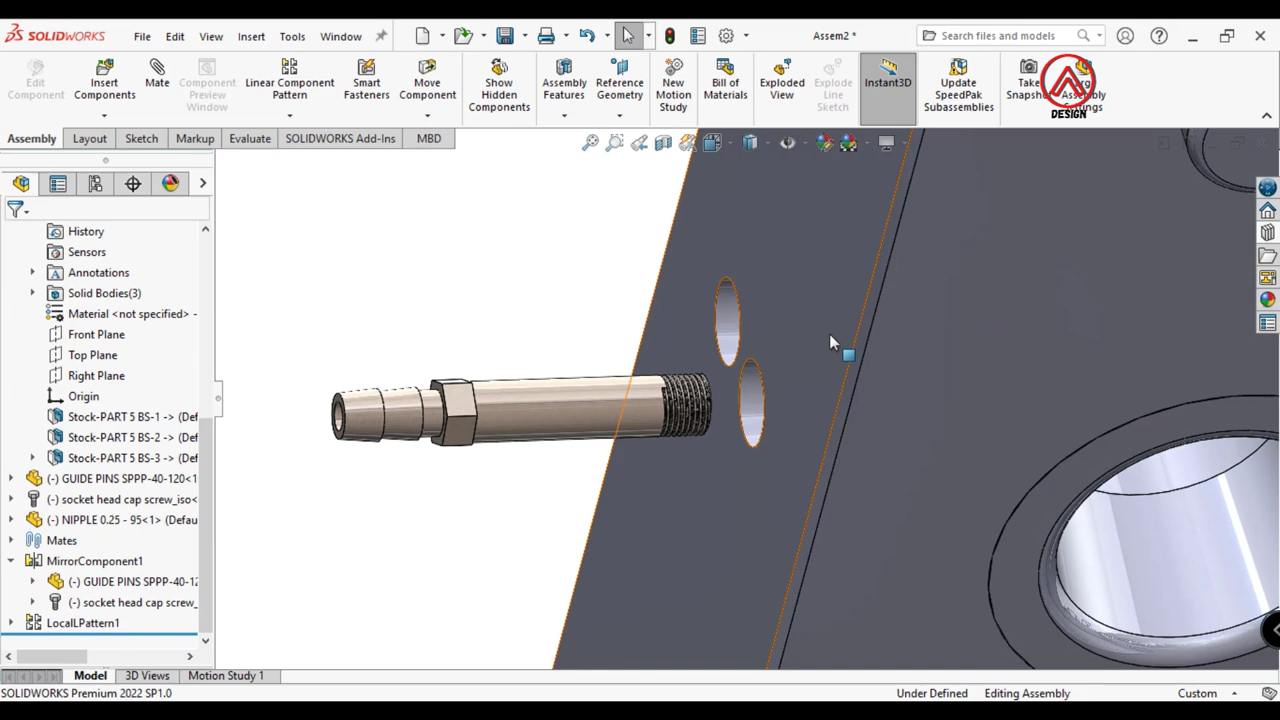 SOLIDWORKS File Edit View Insert Tools Window Assem2 * Search files and models
Edit Component
Insert Components
Mate
Component Preview Window
Linear Component Pattern
Smart Fasteners
Move Component
Show Hidden Components
Assembly Features
Reference Geometry
New Motion Study
Bill of Materials
Exploded View
Explode Line Sketch
Instant3D
Update SpeedPak Subassemblies
Take Snapshot
DESIGN
Assembly Layout Sketch Markup Evaluate SOLIDWORKS Add-Ins MBD
History
Sensors
Annotations
Solid Bodies(3)
Material <not specified> -
Front Plane
Top Plane
Right Plane
Origin
Stock-PART 5 BS-1 -> (Def
Stock-PART 5 BS-2 -> (Def
Stock-PART 5 BS-3 -> (Def
(-) GUIDE PINS SPPP-40-120<1
(-) socket head cap screw_iso<
(-) NIPPLE 0.25 - 95<1> (Defau
Mates
MirrorComponent1
(-) GUIDE PINS SPPP-40-12
(-) socket head cap screw_
LocalLPattern1
Model 3D Views Motion Study 1
SOLIDWORKS Premium 2022 SP1.0 Under Defined Editing Assembly Custom